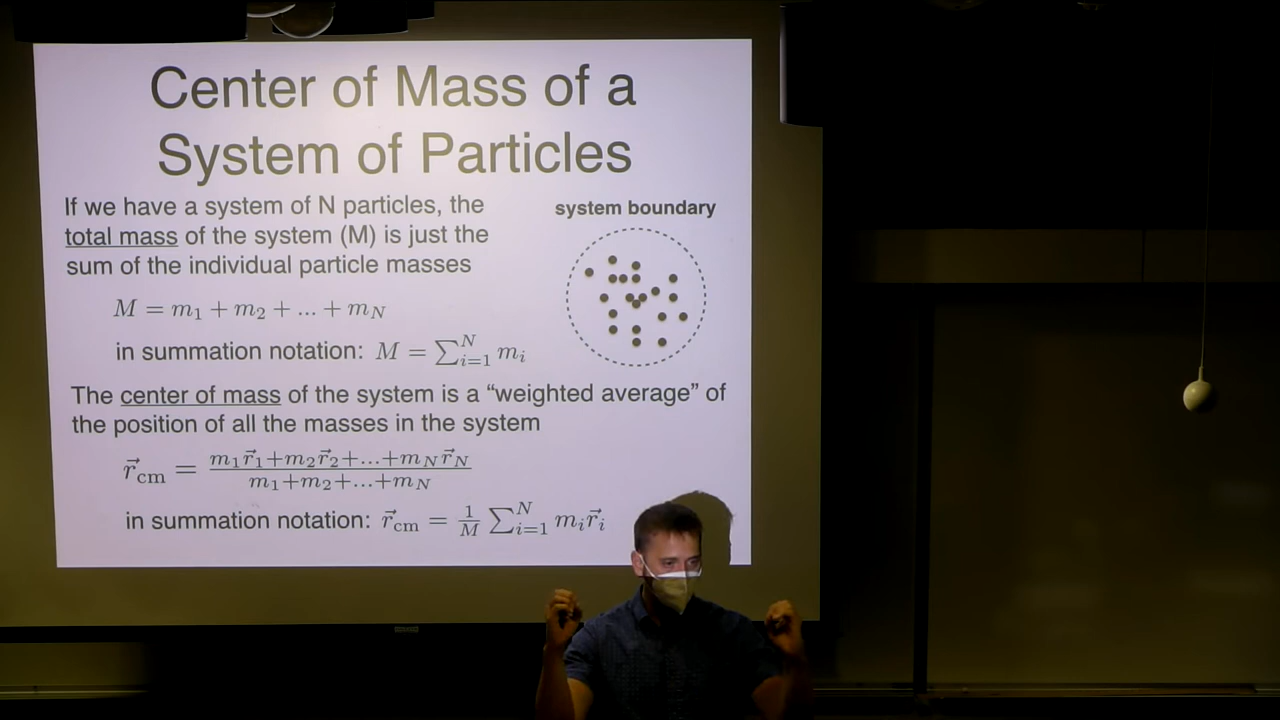 Center of Mass of a
System of Particles
If we have a system of N particles, the
total mass of the system (M) is just the
sum of the individual particle masses
system boundary
M = m₁ + m₂ + ... + m_N
in summation notation: M = ∑_{i=1}^{N} m_i
The center of mass of the system is a “weighted average” of
the position of all the masses in the system
r⃗_cm = (m₁r⃗₁+m₂r⃗₂+...+m_N r⃗_N)/(m₁+m₂+...+m_N)
in summation notation: r⃗_cm = 1/M ∑_{i=1}^{N} m_i r⃗_i